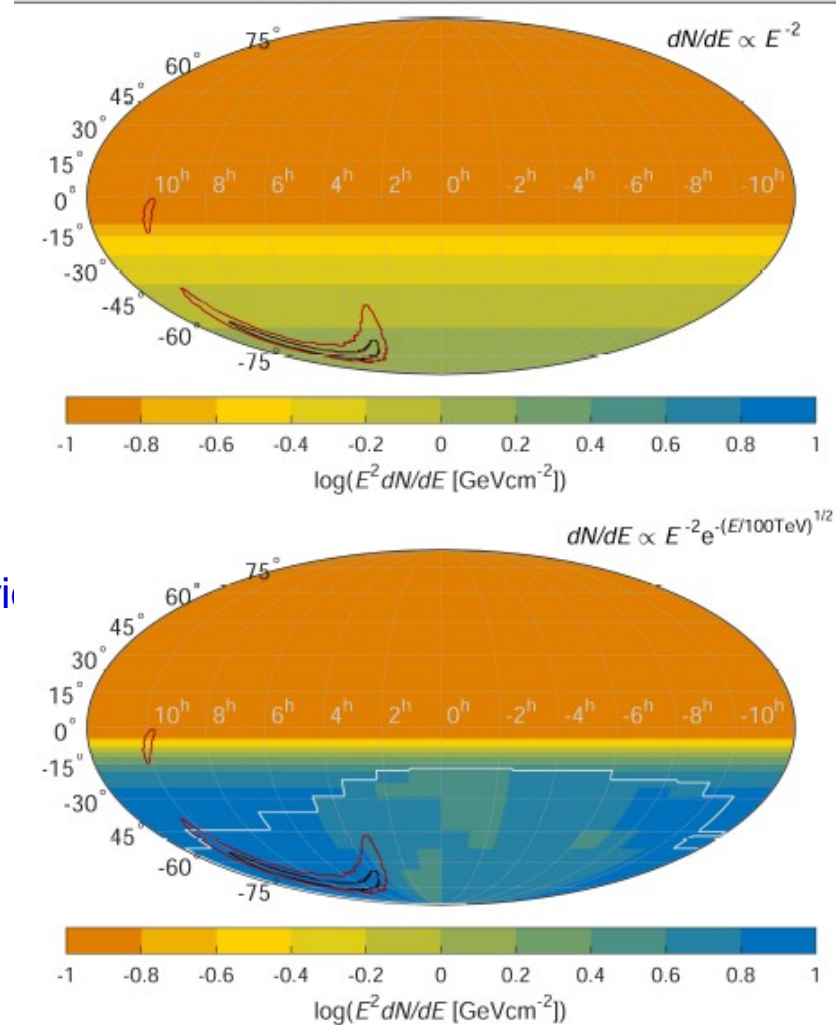 dN/dE ∝ E⁻²
75°
60°
45°
30°
15°
0°
10ʰ 8ʰ 6ʰ 4ʰ 2ʰ 0ʰ -2ʰ -4ʰ -6ʰ -8ʰ -10ʰ
-15°
-30°
-45°
-60°
-75°
-1 -0.8 -0.6 -0.4 -0.2 0 0.2 0.4 0.6 0.8 1
log(E²dN/dE [GeVcm⁻²])
dN/dE ∝ E⁻²e^-(E/100TeV)^1/2
75°
60°
45°
30°
15°
0°
10ʰ 8ʰ 6ʰ 4ʰ 2ʰ 0ʰ -2ʰ -4ʰ -6ʰ -8ʰ -10ʰ
-15°
-30°
45°
-60°
-75°
-1 -0.8 -0.6 -0.4 -0.2 0 0.2 0.4 0.6 0.8 1
log(E²dN/dE [GeVcm⁻²])